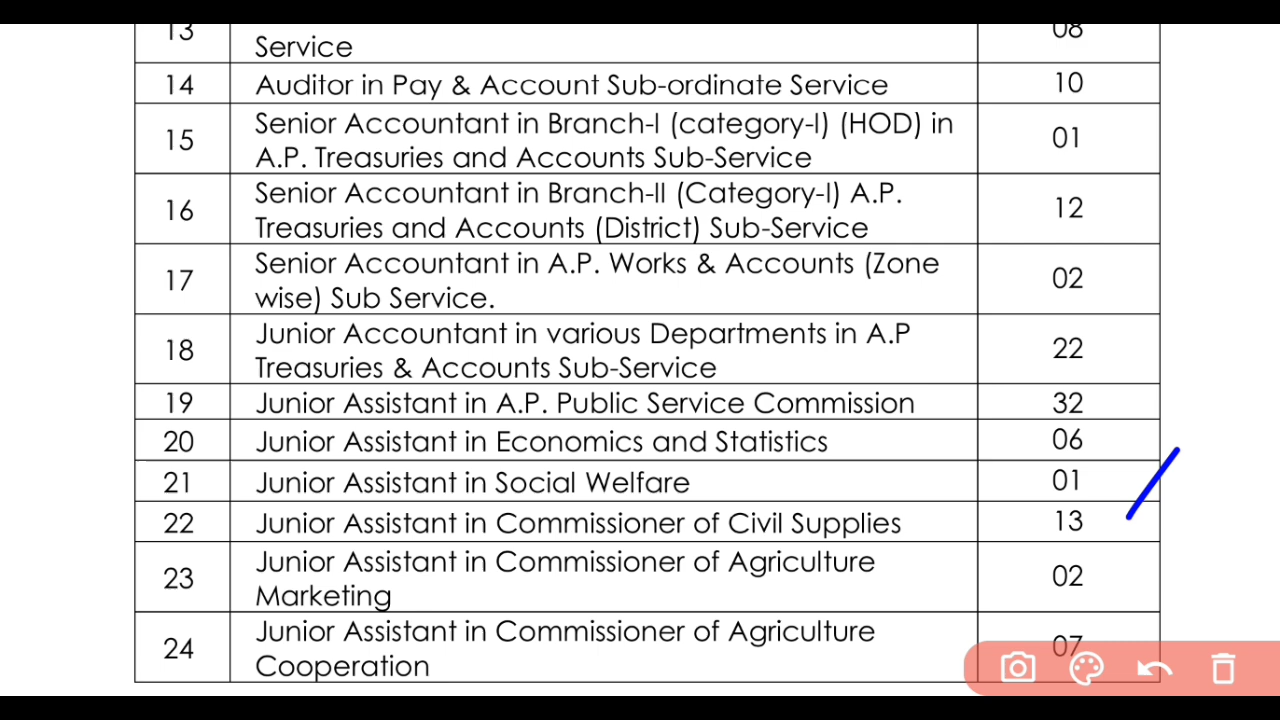 13
08
Service
14 Auditor in Pay & Account Sub-ordinate Service 10
15 Senior Accountant in Branch-I (category-I) (HOD) in
A.P. Treasuries and Accounts Sub-Service 01
16 Senior Accountant in Branch-II (Category-I) A.P.
Treasuries and Accounts (District) Sub-Service 12
17 Senior Accountant in A.P. Works & Accounts (Zone
wise) Sub Service. 02
18 Junior Accountant in various Departments in A.P
Treasuries & Accounts Sub-Service 22
19 Junior Assistant in A.P. Public Service Commission 32
20 Junior Assistant in Economics and Statistics 06
21 Junior Assistant in Social Welfare 01
22 Junior Assistant in Commissioner of Civil Supplies 13
23 Junior Assistant in Commissioner of Agriculture
Marketing 02
24 Junior Assistant in Commissioner of Agriculture
Cooperation 07